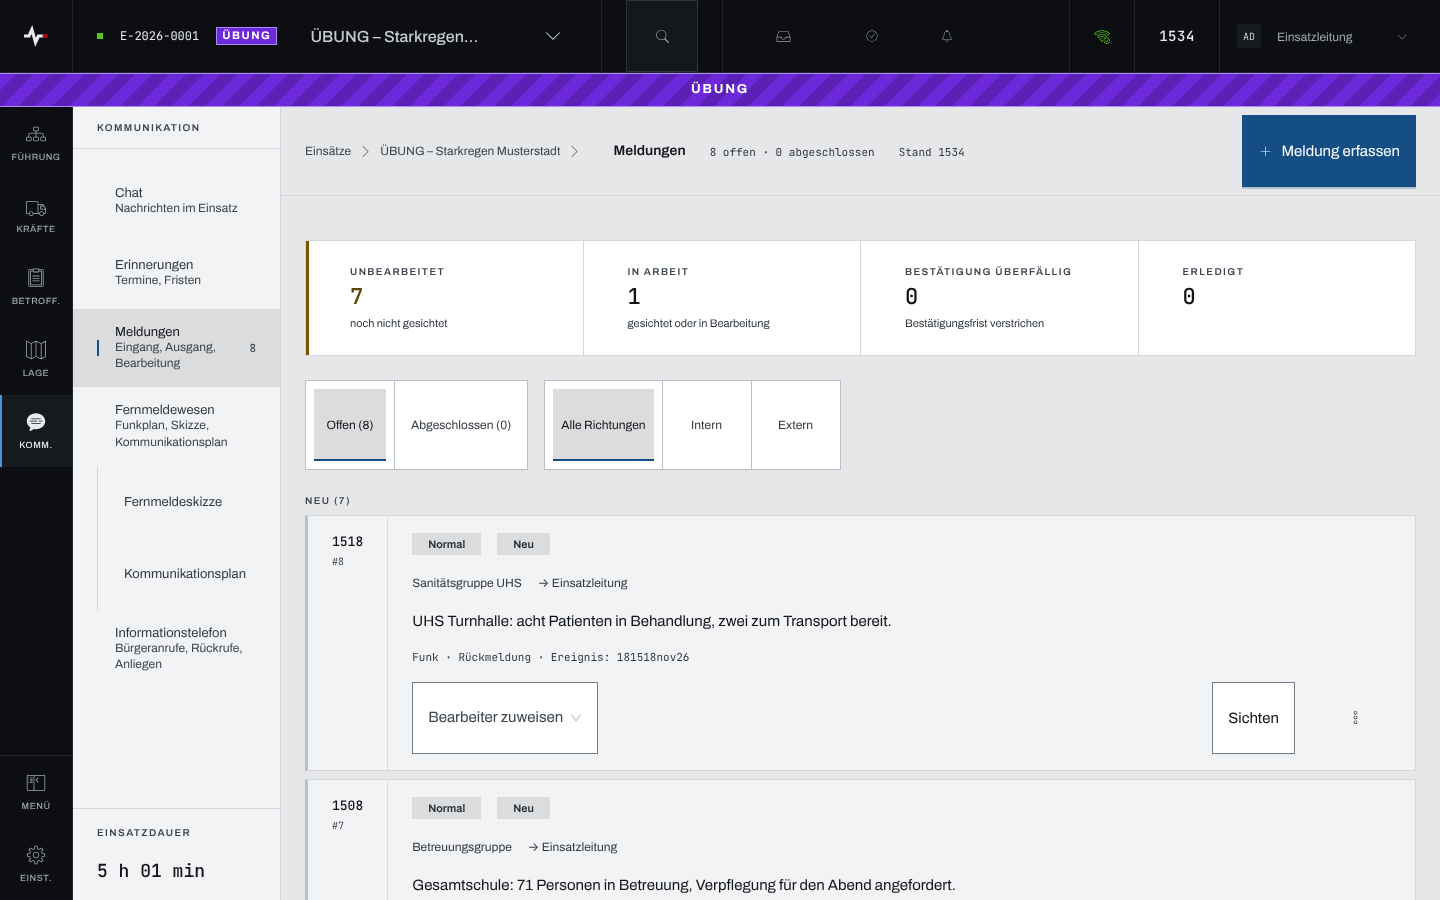 E-2026-0001 ÜBUNG ÜBUNG – Starkregen... 1534 AD Einsatzleitung
ÜBUNG
FÜHRUNG
KRÄFTE
BETROFF.
LAGE
KOMM.
MENÜ
EINST.
KOMMUNIKATION
Chat
Nachrichten im Einsatz
Erinnerungen
Termine, Fristen
Meldungen
Eingang, Ausgang,
Bearbeitung
8
Fernmeldewesen
Funkplan, Skizze,
Kommunikationsplan
Fernmeldeskizze
Kommunikationsplan
Informationstelefon
Bürgeranrufe, Rückrufe,
Anliegen
EINSATZDAUER
5 h 01 min
Einsätze ÜBUNG – Starkregen Musterstadt Meldungen 8 offen · 0 abgeschlossen Stand 1534
+ Meldung erfassen
UNBEARBEITET
7
noch nicht gesichtet
IN ARBEIT
1
gesichtet oder in Bearbeitung
BESTÄTIGUNG ÜBERFÄLLIG
0
Bestätigungsfrist verstrichen
ERLEDIGT
0
Offen (8) Abgeschlossen (0) Alle Richtungen Intern Extern
NEU (7)
1518
#8
Normal Neu
Sanitätsgruppe UHS → Einsatzleitung
UHS Turnhalle: acht Patienten in Behandlung, zwei zum Transport bereit.
Funk · Rückmeldung · Ereignis: 181518nov26
Bearbeiter zuweisen Sichten
1508
#7
Normal Neu
Betreuungsgruppe → Einsatzleitung
Gesamtschule: 71 Personen in Betreuung, Verpflegung für den Abend angefordert.